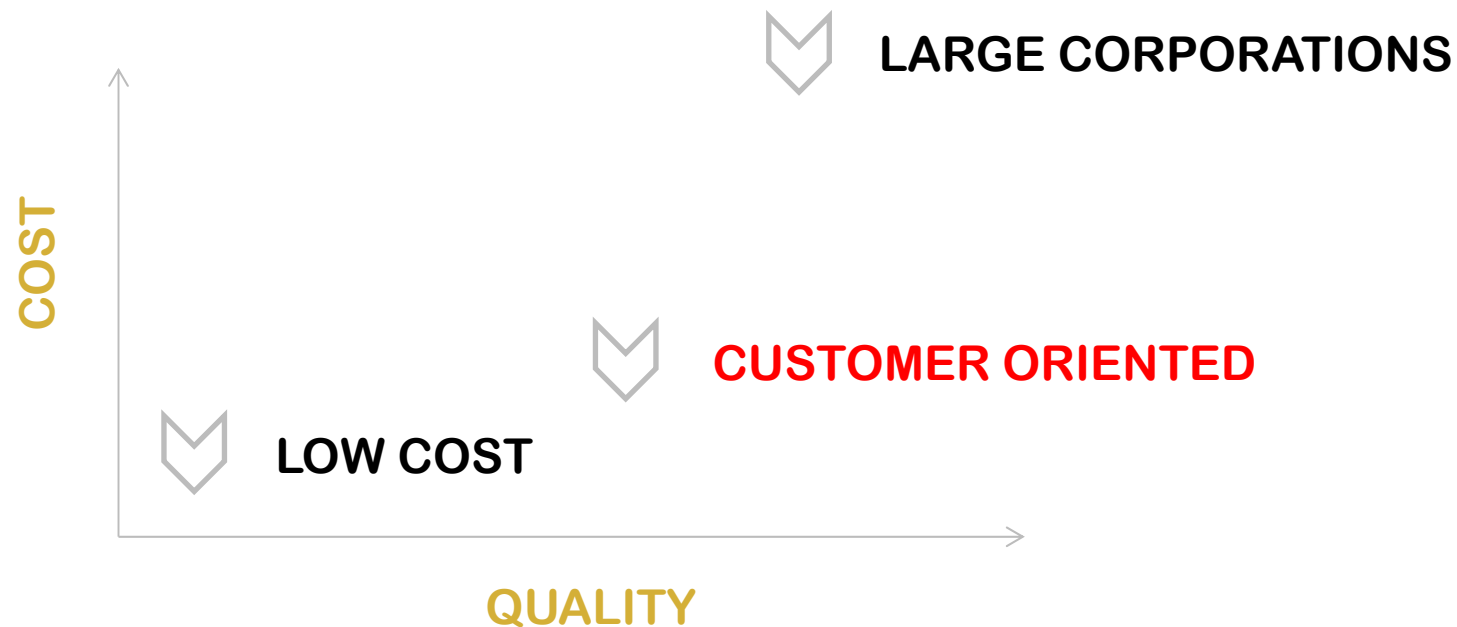 LARGE CORPORATIONS
COST
CUSTOMER ORIENTED
LOW COST
QUALITY